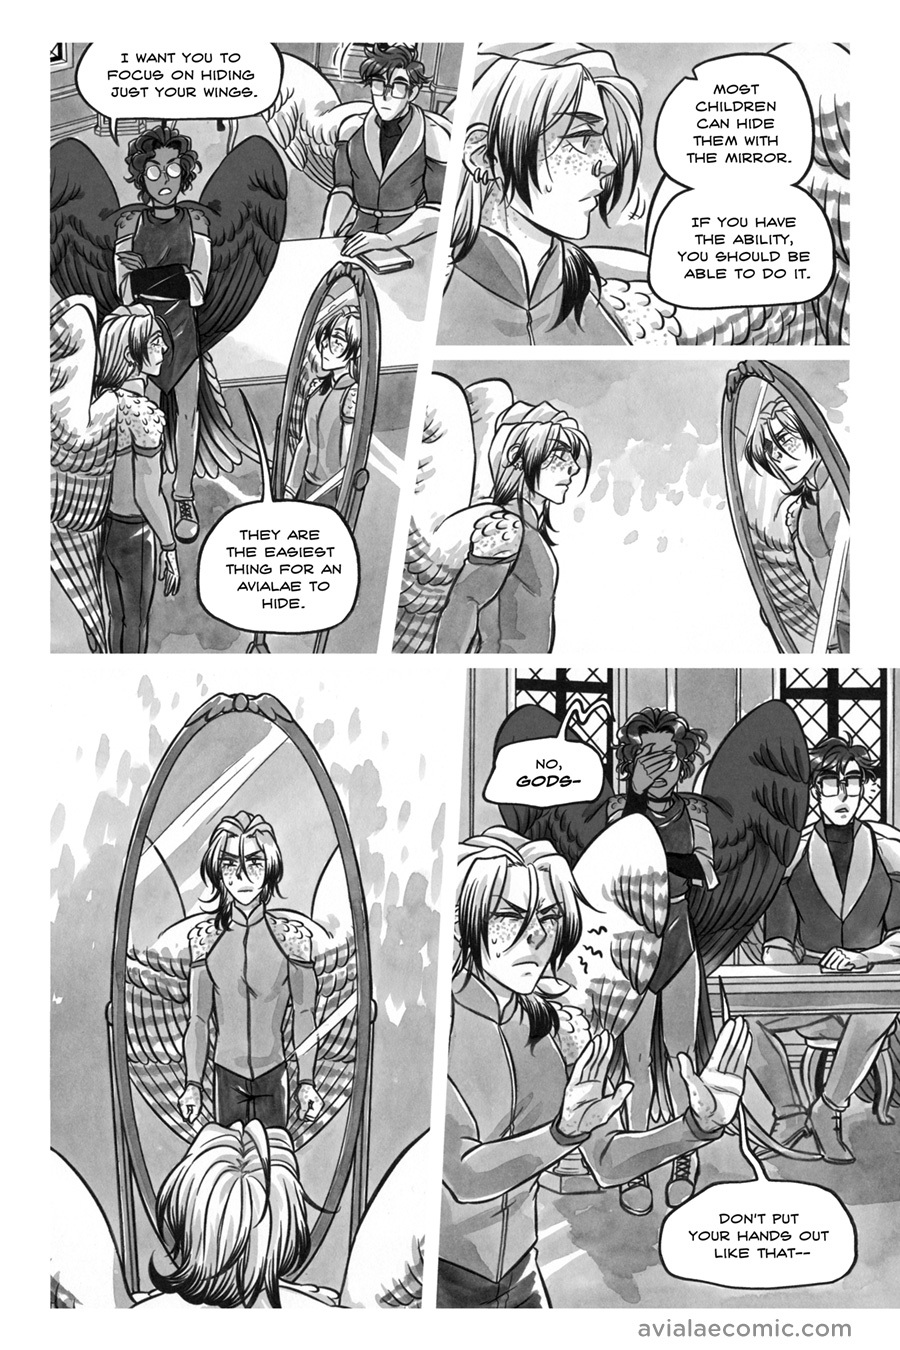 I WANT YOU TO
FOCUS ON HIDING
JUST YOUR WINGS.
THEY ARE
THE EASIEST
THING FOR AN
AVIALAE TO
HIDE.
MOST
CHILDREN
CAN HIDE
THEM WITH
THE MIRROR.
IF YOU HAVE
THE ABILITY,
YOU SHOULD BE
ABLE TO DO IT.
NO,
GODS-
DON'T PUT
YOUR HANDS OUT
LIKE THAT--
avialaecomic.com